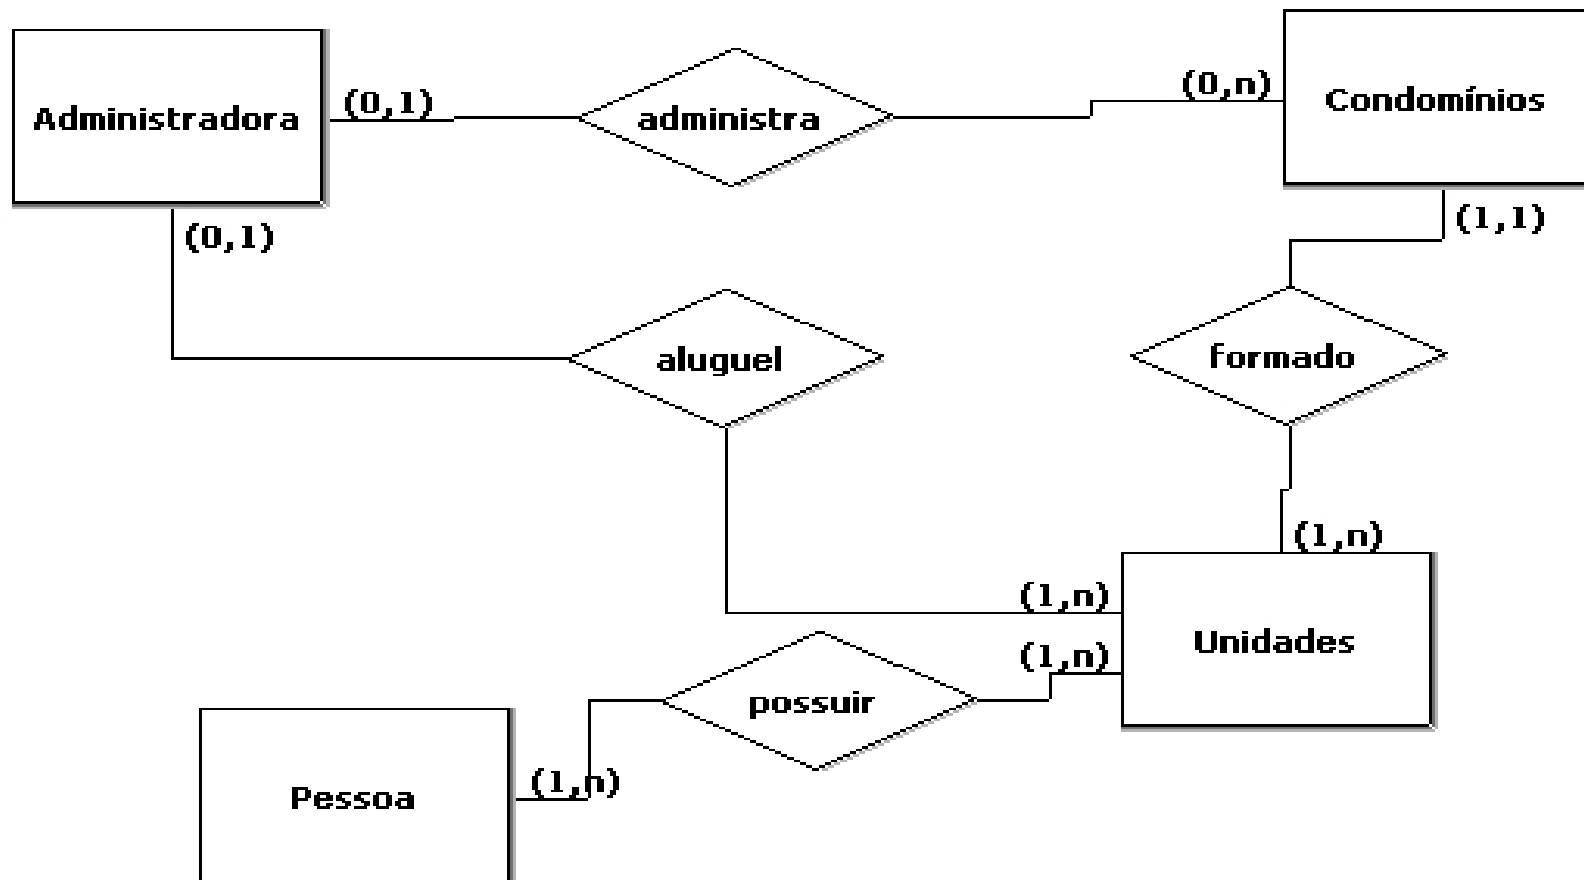 Administradora
(0,1)
administra
(0,n)
Condomínios
(0,1)
(1,1)
aluguel
formado
(1,n)
(1,n)
Unidades
(1,n)
possuir
(1,n)
Pessoa